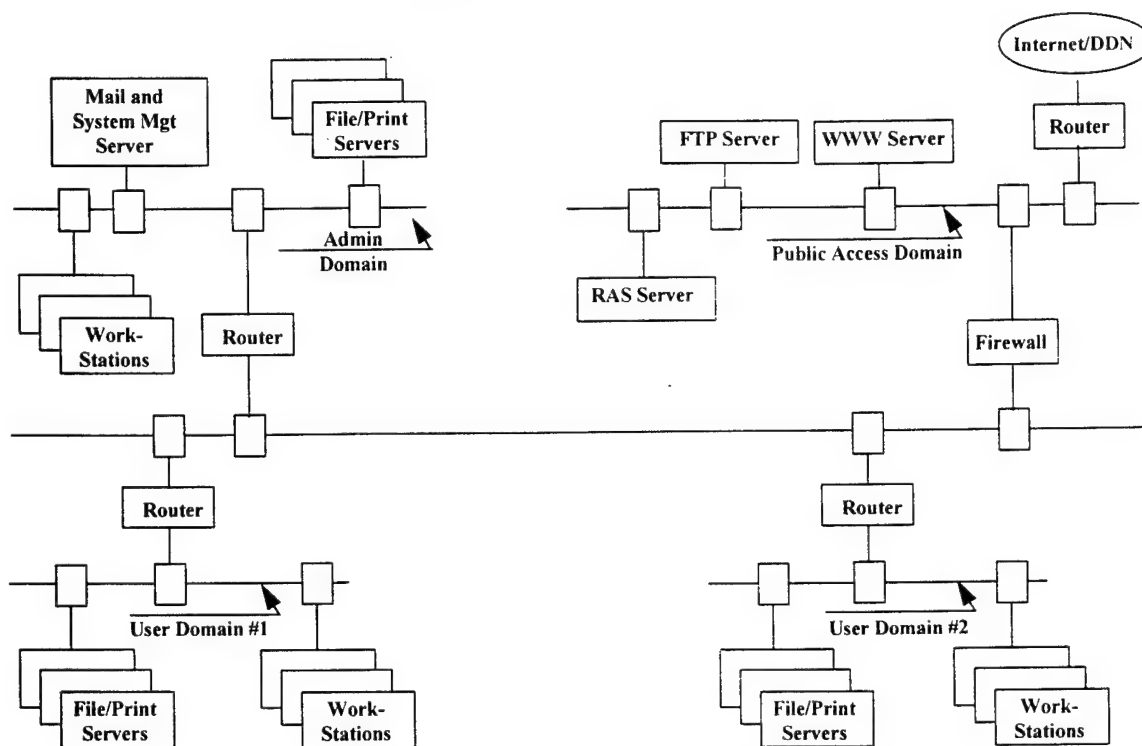 Internet/DDN
Mail and
System Mgt
Server
File/Print
Servers
FTP Server
WWW Server
Router
Admin
Domain
Public Access Domain
RAS Server
Work-
Stations
Router
Firewall
Router
Router
User Domain #1
User Domain #2
File/Print
Servers
Work-
Stations
File/Print
Servers
Work-
Stations